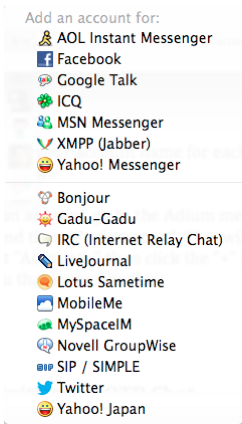 Add an account for:
AOL Instant Messenger
Facebook
Google Talk
ICQ
MSN Messenger
XMPP (Jabber)
Yahoo! Messenger
Bonjour
Gadu-Gadu
IRC (Internet Relay Chat)
LiveJournal
Lotus Sametime
MobileMe
MySpaceIM
Novell GroupWise
SIP / SIMPLE
Twitter
Yahoo! Japan